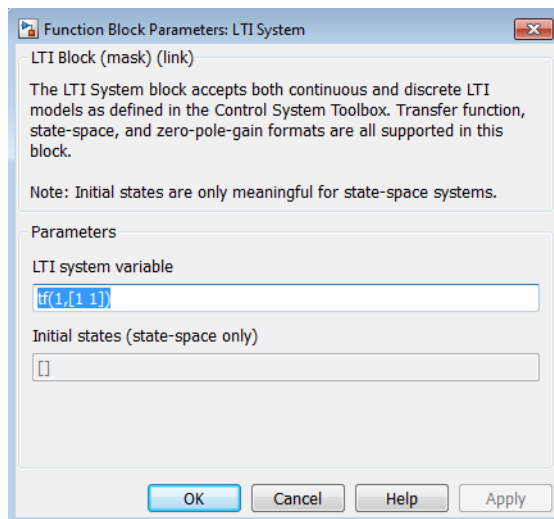 Function Block Parameters: LTI System
LTI Block (mask) (link)
The LTI System block accepts both continuous and discrete LTI
models as defined in the Control System Toolbox. Transfer function,
state-space, and zero-pole-gain formats are all supported in this
block.
Note: Initial states are only meaningful for state-space systems.
Parameters
LTI system variable
tf(1,[1 1])
Initial states (state-space only)
[]
OK Cancel Help Apply